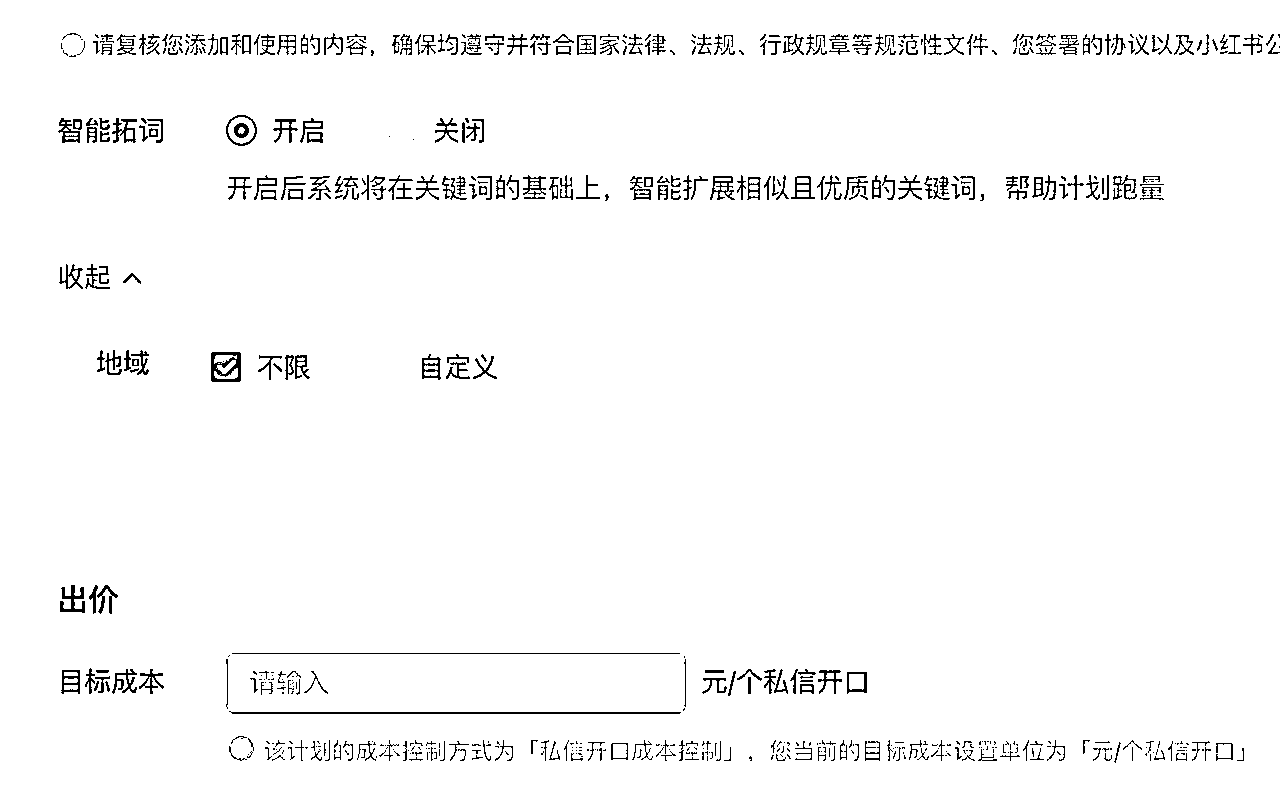 请复核您添加和使用的内容，确保均遵守并符合国家法律、法规、行政规章等规范性文件、您签署的协议以及小红书公
智能拓词 开启 关闭
开启后系统将在关键词的基础上，智能扩展相似且优质的关键词，帮助计划跑量
收起
地域 不限 自定义
出价
目标成本 请输入 元/个私信开口
该计划的成本控制方式为「私信开口成本控制」，您当前的目标成本设置单位为「元/个私信开口」